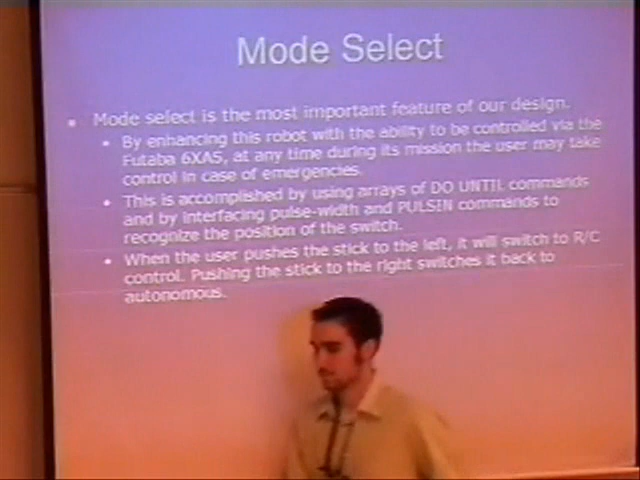 Mode Select
Mode select is the most important feature of our design.
By enhancing this robot with the ability to be controlled via the
Futaba 6XAS, at any time during its mission the user may take
control in case of emergencies.
This is accomplished by using arrays of DO UNTIL commands
and by interfacing pulse-width and PULSIN commands to
recognize the position of the switch.
When the user pushes the stick to the left, it will switch to R/C
control. Pushing the stick to the right switches it back to
autonomous.